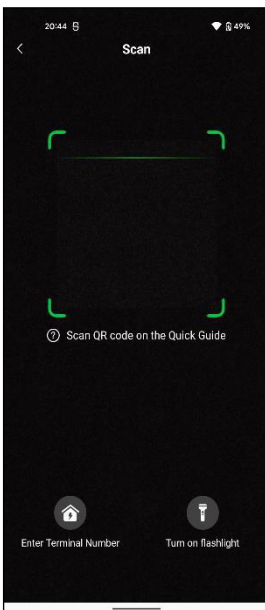 20:44 49%
Scan
Scan QR code on the Quick Guide
Enter Terminal Number Turn on flashlight